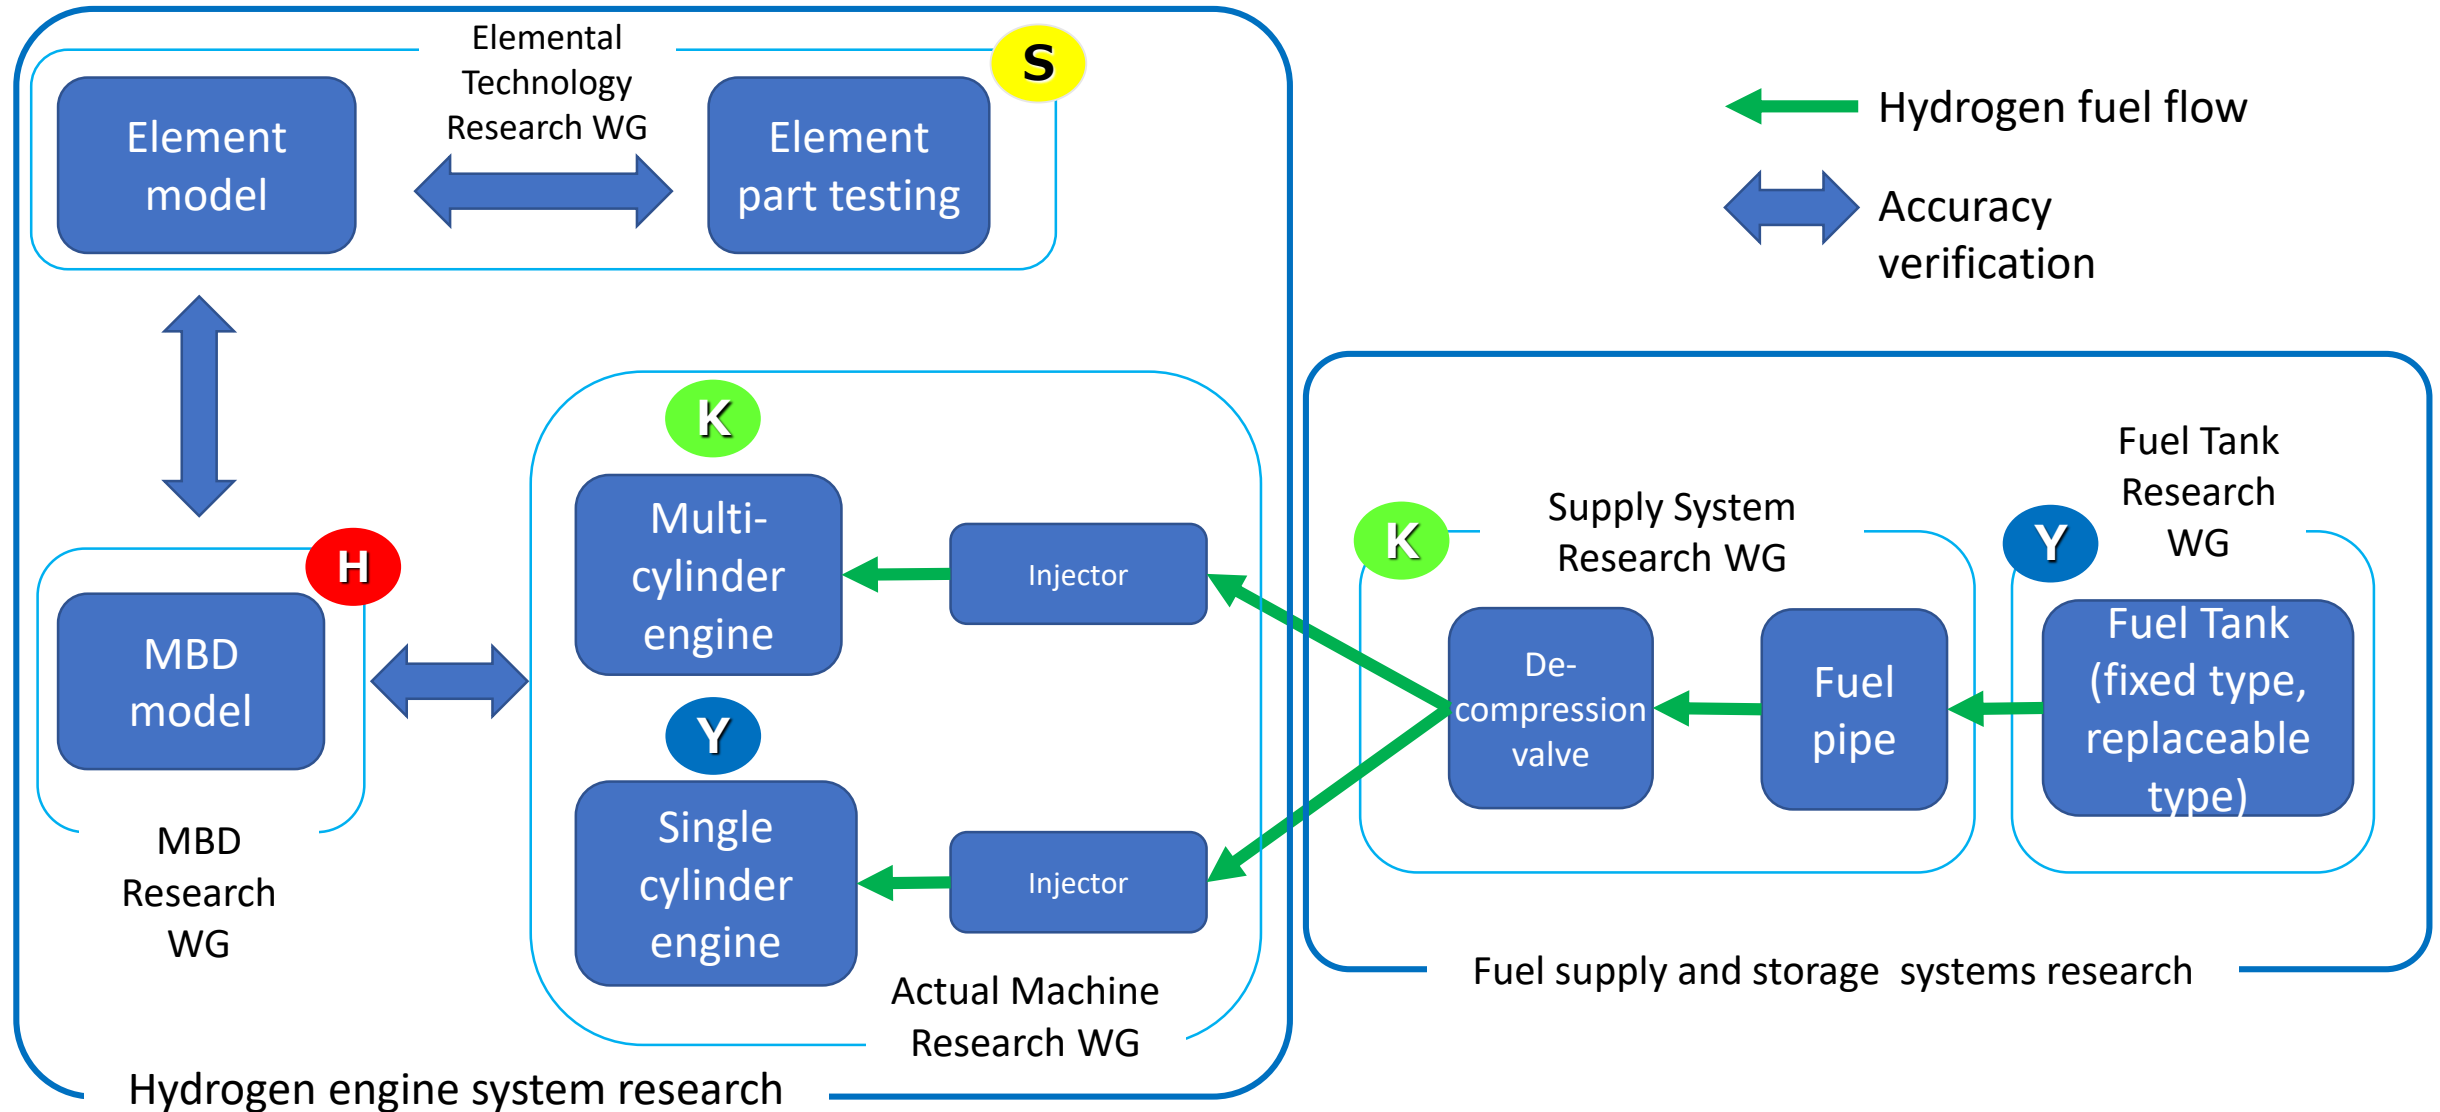 Elemental
Technology
Research WG
S
Element
model
Element
part testing
Hydrogen fuel flow
Accuracy
verification
H
MBD
model
MBD
Research
WG
K
Multi-
cylinder
engine
Injector
Y
Single
cylinder
engine
Injector
Actual Machine
Research WG
Hydrogen engine system research
K
Supply System
Research WG
De-
compression
valve
Fuel
pipe
Fuel Tank
Research
WG
Y
Fuel Tank
(fixed type,
replaceable
type)
Fuel supply and storage  systems research